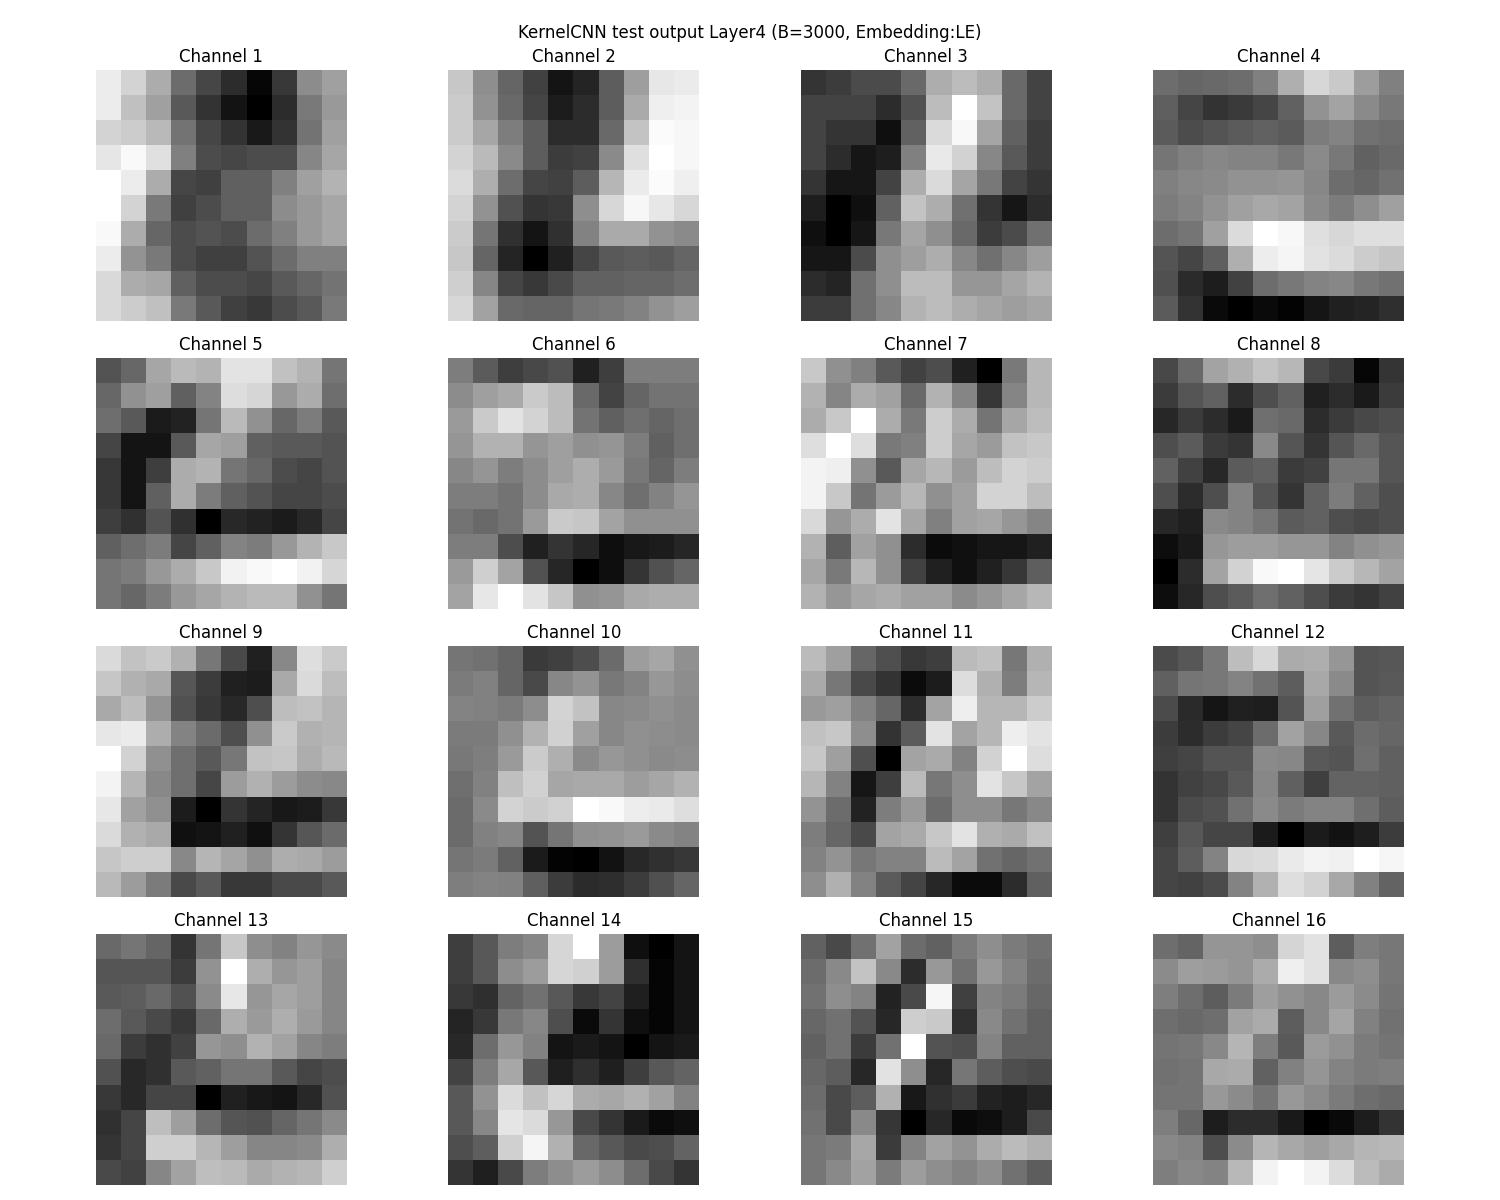 KernelCNN test output Layer4 (B=3000, Embedding:LE)
Channel 1
Channel 2
Channel 3
Channel 4
Channel 5
Channel 6
Channel 7
Channel 8
Channel 9
Channel 10
Channel 11
Channel 12
Channel 13
Channel 14
Channel 15
Channel 16